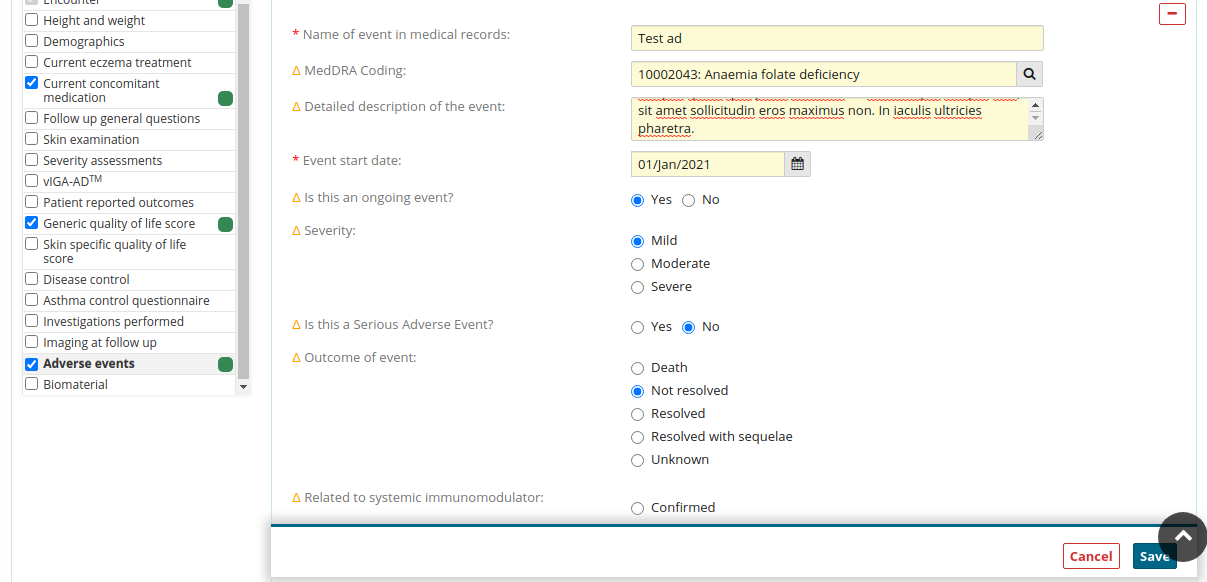 Encounter
Height and weight
Demographics
Current eczema treatment
Current concomitant
medication
Follow up general questions
Skin examination
Severity assessments
vIGA-AD™
Patient reported outcomes
Generic quality of life score
Skin specific quality of life
score
Disease control
Asthma control questionnaire
Investigations performed
Imaging at follow up
Adverse events
Biomaterial
* Name of event in medical records:
Test ad
Δ MedDRA Coding:
10002043: Anaemia folate deficiency
Δ Detailed description of the event:
sit amet sollicitudin eros maximus non. In iaculis ultricies
pharetra.
* Event start date:
01/Jan/2021
Δ Is this an ongoing event?
Yes No
Δ Severity:
Mild
Moderate
Severe
Δ Is this a Serious Adverse Event?
Yes No
Δ Outcome of event:
Death
Not resolved
Resolved
Resolved with sequelae
Unknown
Δ Related to systemic immunomodulator:
Confirmed
Cancel
Save